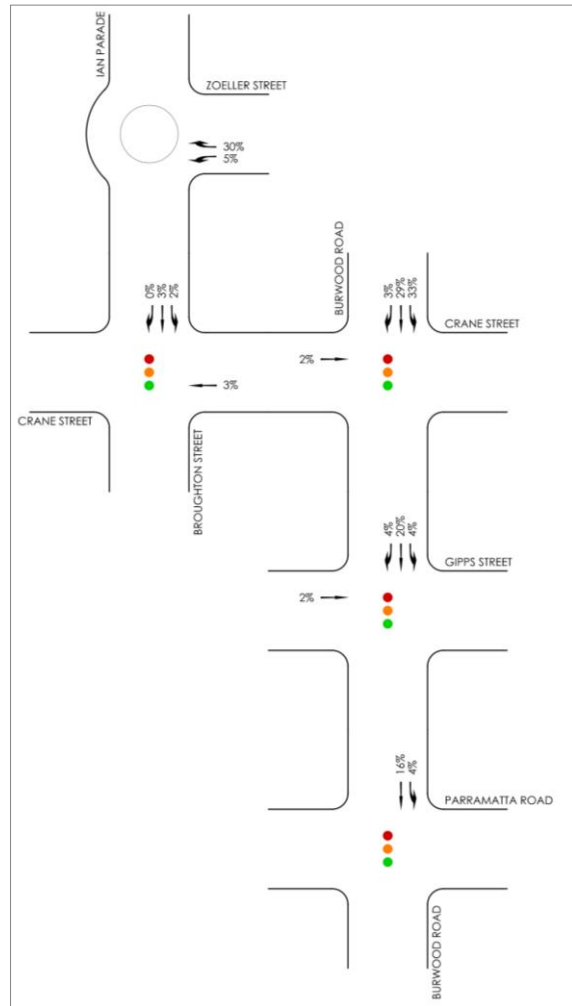 IAN PARADE
ZOELLER STREET
30%
5%
BURWOOD ROAD
0%
3%
2%
3%
29%
33%
CRANE STREET
2%
3%
CRANE STREET
BROUGHTON STREET
4%
20%
4%
GIPPS STREET
2%
16%
4%
PARRAMATTA ROAD
BURWOOD ROAD